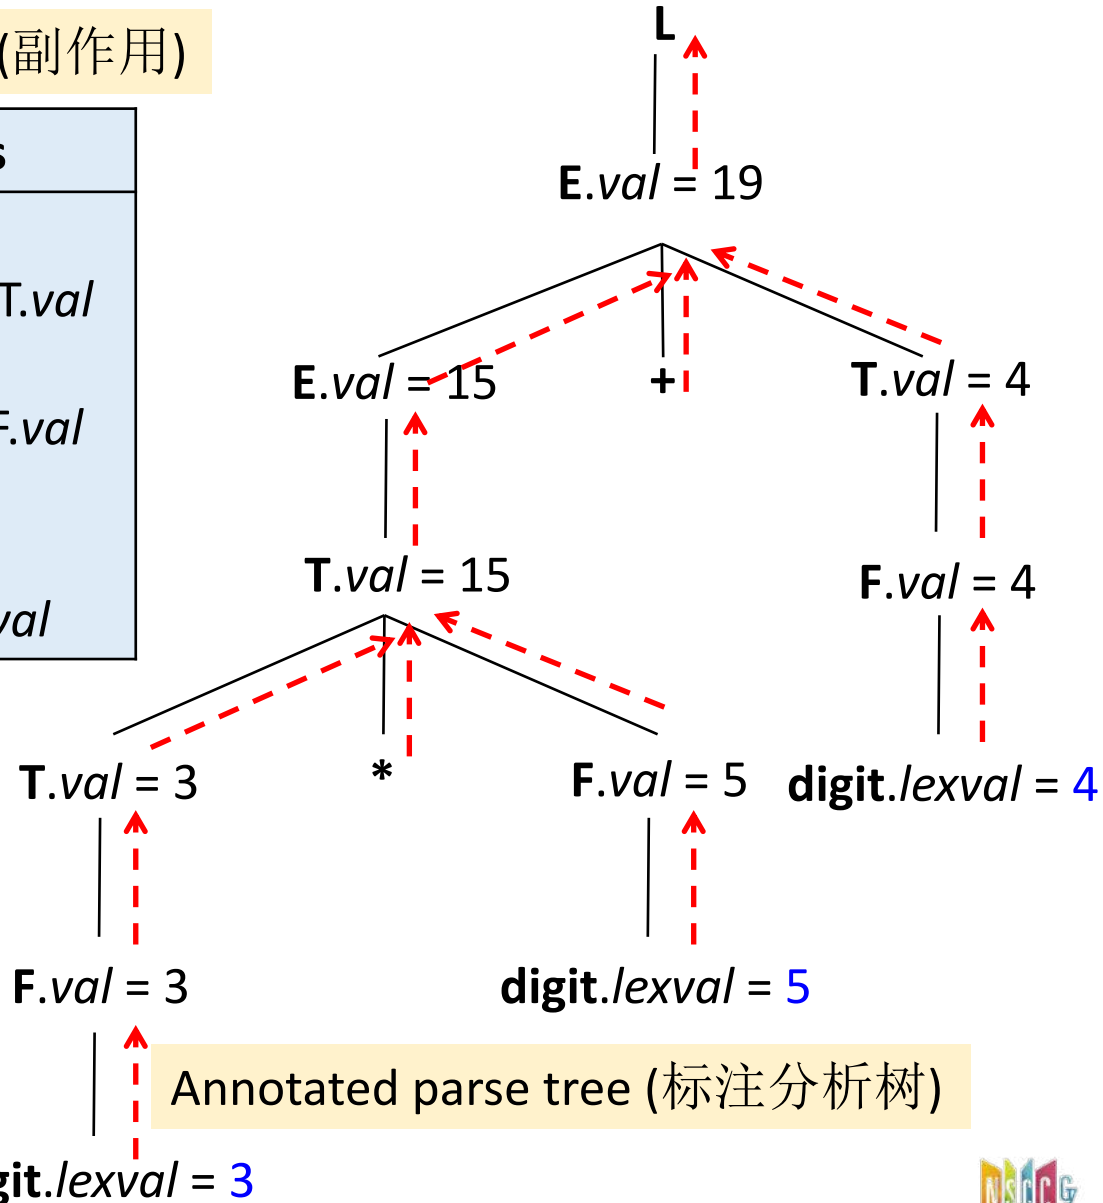 (副作用)
s
T.val
F.val
val
L
E.val = 19
E.val = 15
+
T.val = 4
T.val = 15
F.val = 4
T.val = 3
*
F.val = 5
digit.lexval = 4
F.val = 3
digit.lexval = 5
Annotated parse tree (标注分析树)
git.lexval = 3
NSCCG